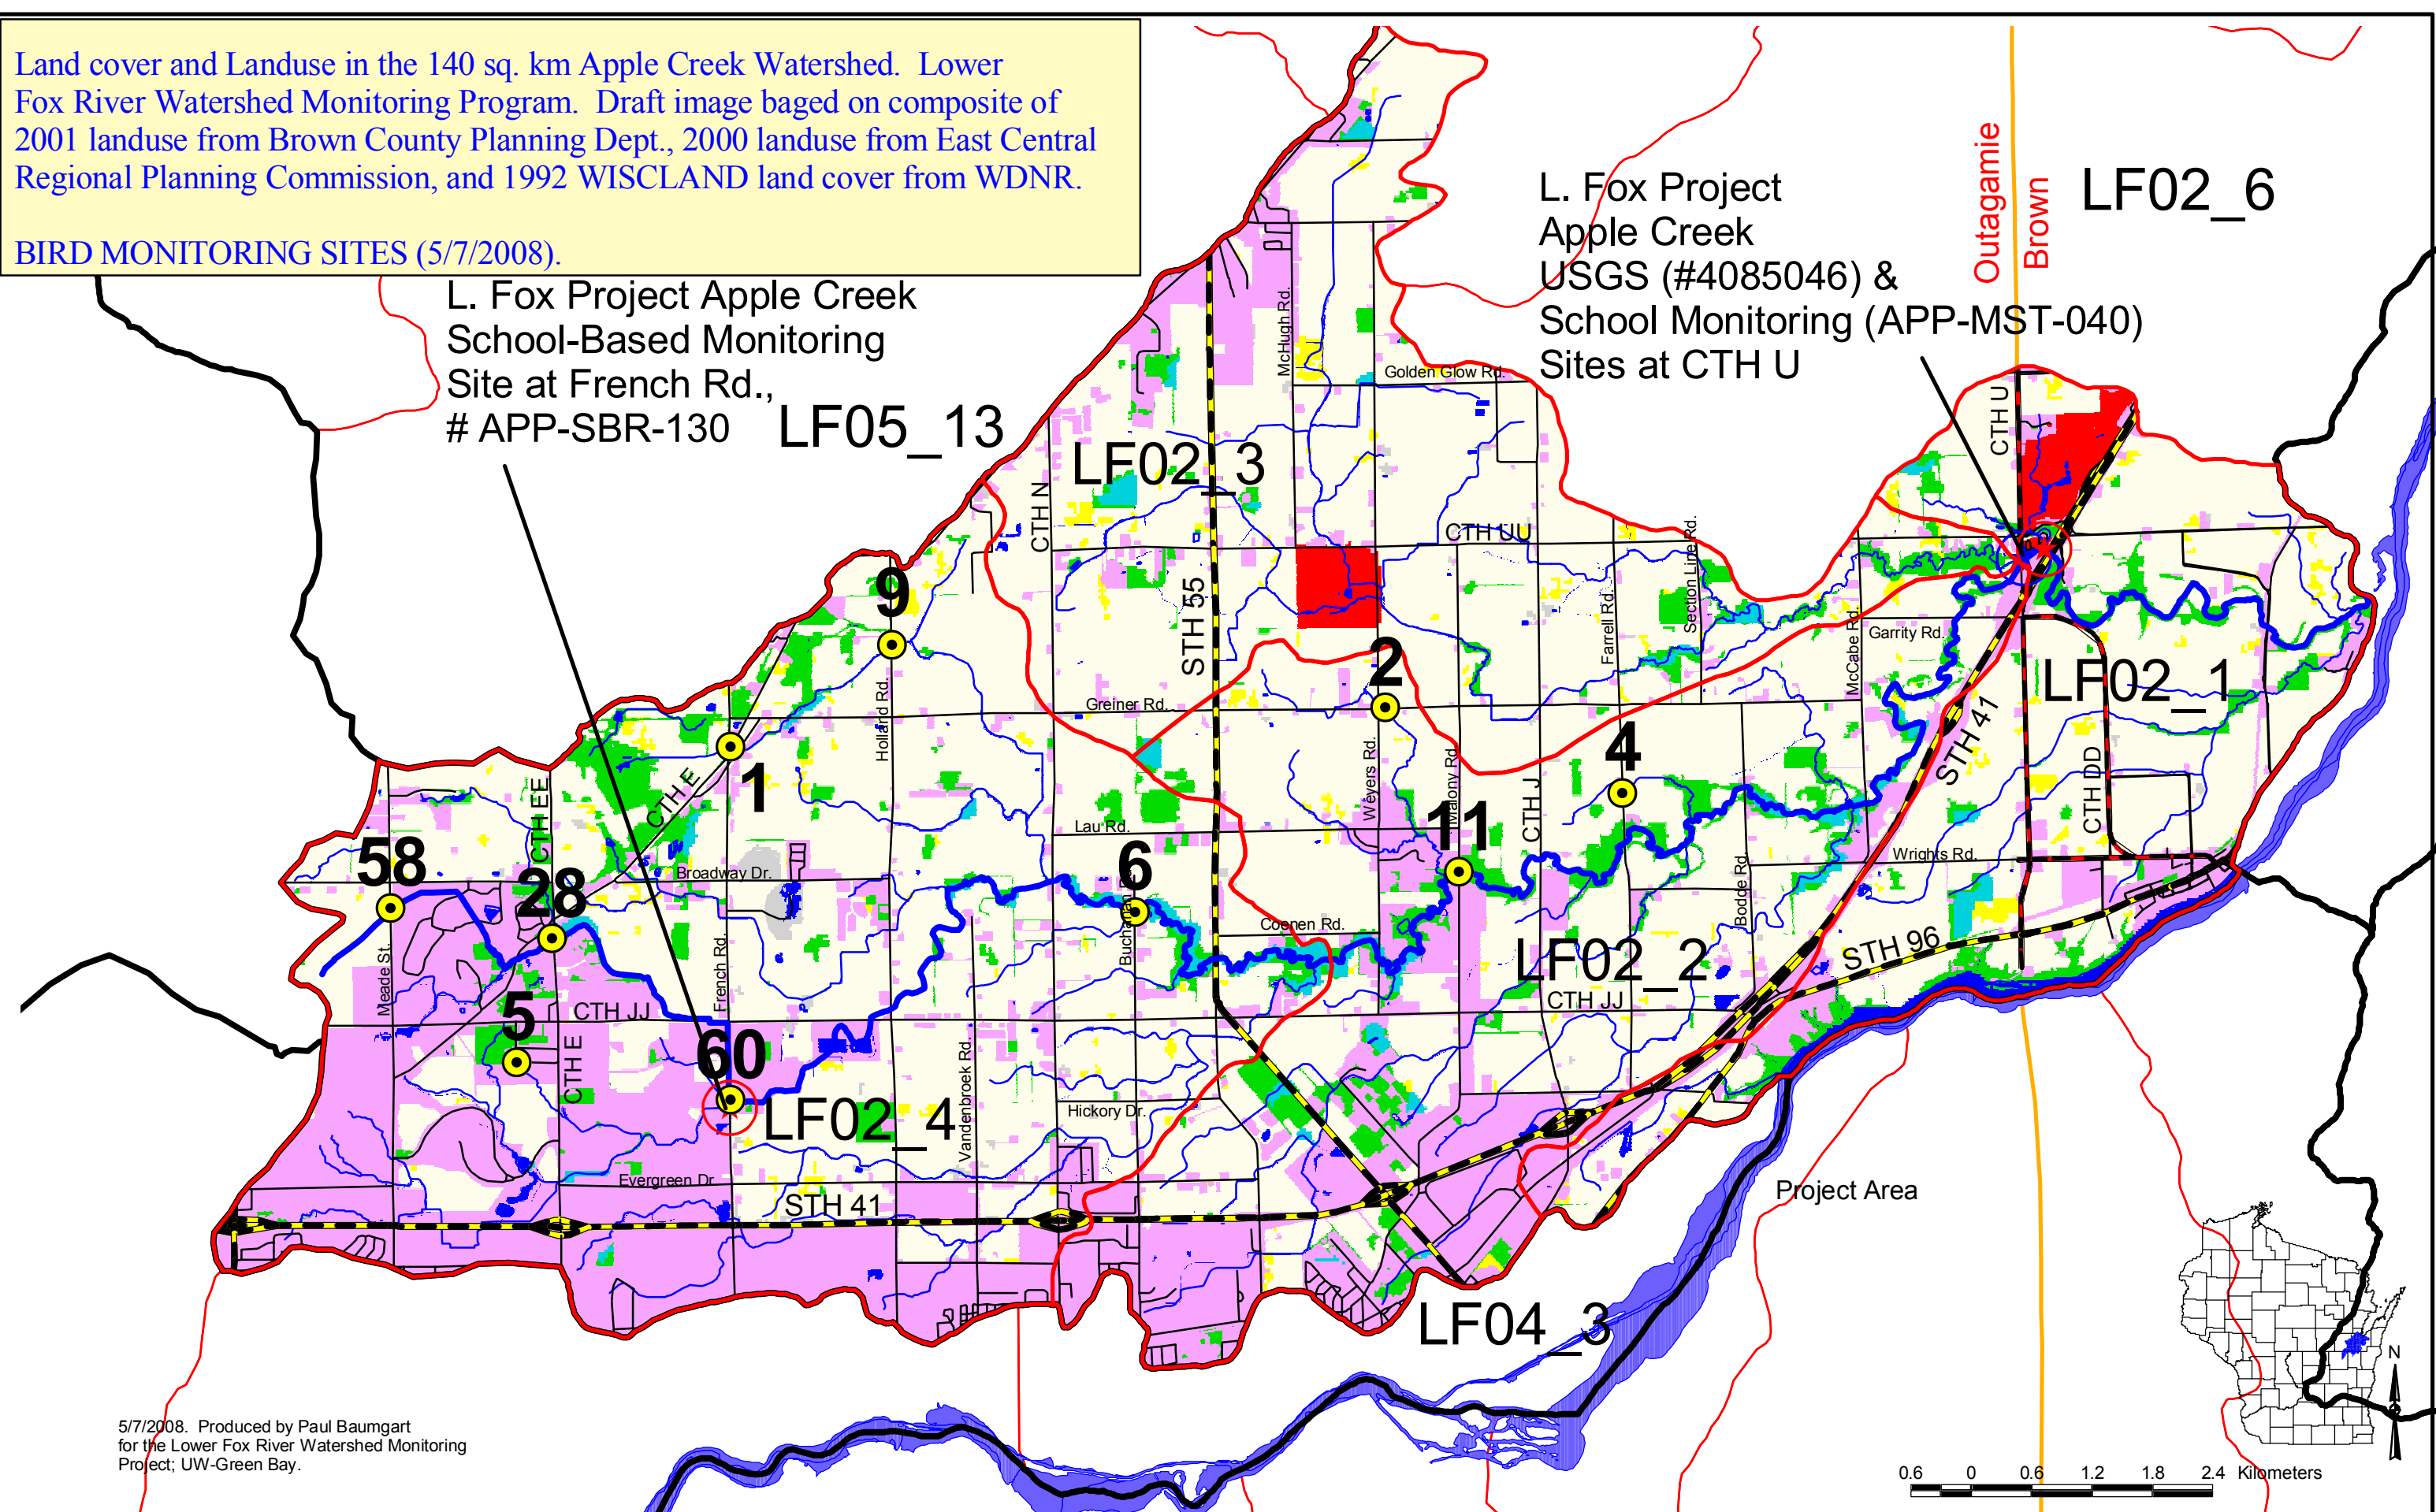 Land cover and Landuse in the 140 sq. km Apple Creek Watershed.  Lower
Fox River Watershed Monitoring Program.  Draft image baged on composite of
2001 landuse from Brown County Planning Dept., 2000 landuse from East Central
Regional Planning Commission, and 1992 WISCLAND land cover from WDNR.
BIRD MONITORING SITES (5/7/2008).
L. Fox Project Apple Creek
School-Based Monitoring
Site at French Rd.,
# APP-SBR-130
LF05_13
L. Fox Project
Apple Creek
USGS (#4085046) &
School Monitoring (APP-MST-040)
Sites at CTH U
Outagamie
Brown
LF02_6
McHugh Rd.
Golden Glow Rd.
CTH U
LF02_3
CTH N
CTH UU
Section Line Rd.
STH 55
Farrell Rd.
McCabe Rd.
Garrity Rd.
9
2
LF02_1
Holland Rd.
Greiner Rd.
STH 41
1
4
CTH E
CTH EE
Weyers Rd.
Malony Rd.
CTH J
CTH DD
Lau Rd.
11
58
28
Broadway Dr.
6
Wrights Rd.
Bodde Rd.
Coenen Rd.
French Rd.
Meade St.
STH 96
LF02_2
5
CTH JJ
CTH JJ
60
CTH E
Vandenbroek Rd.
LF02_4
Hickory Dr.
Evergreen Dr
STH 41
Project Area
LF04_3
N
5/7/2008.  Produced by Paul Baumgart
for the Lower Fox River Watershed Monitoring
Project; UW-Green Bay.
0.6 0 0.6 1.2 1.8 2.4 Kilometers